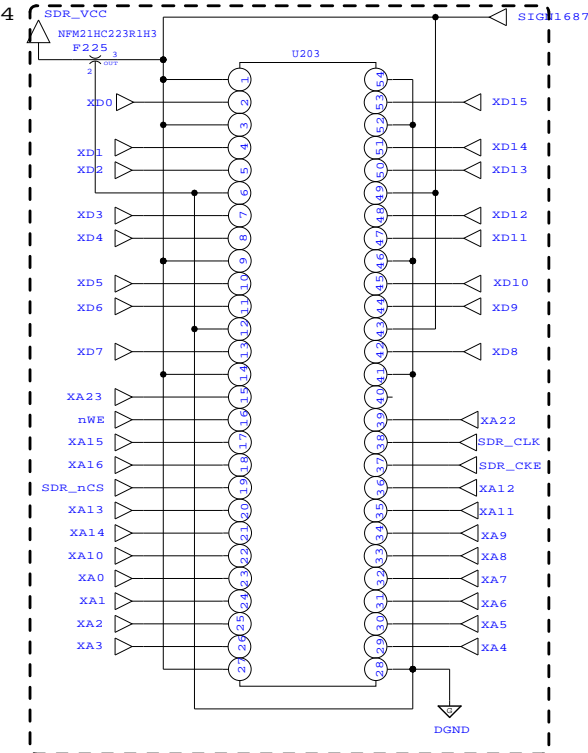 4
SDR_VCC
SIGN1687
NFM21HC223R1H3
F225
3
OUT
2
U203
1 54
XD0 2 53 XD15
3 52
XD1 4 51 XD14
XD2 5 50 XD13
6 49
XD3 7 48 XD12
XD4 8 47 XD11
9 46
XD5 10 45 XD10
XD6 11 44 XD9
12 43
XD7 13 42 XD8
14 41
XA23 15 40
nWE 16 39 XA22
XA15 17 38 SDR_CLK
XA16 18 37 SDR_CKE
SDR_nCS 19 36 XA12
XA13 20 35 XA11
XA14 21 34 XA9
XA10 22 33 XA8
XA0 23 32 XA7
XA1 24 31 XA6
XA2 25 30 XA5
XA3 26 29 XA4
27 28
G
DGND